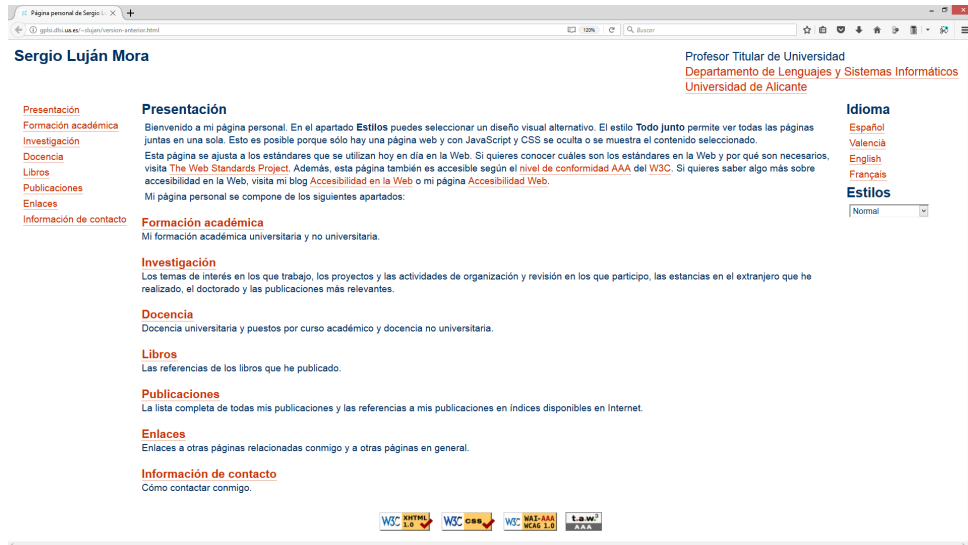 Página personal de Sergio L
gplsi.dlsi.ua.es/~slujan/version-anterior.html
120%
Buscar
Sergio Luján Mora
Profesor Titular de Universidad
Departamento de Lenguajes y Sistemas Informáticos
Universidad de Alicante
Presentación
Formación académica
Investigación
Docencia
Libros
Publicaciones
Enlaces
Información de contacto
Presentación
Bienvenido a mi página personal. En el apartado Estilos puedes seleccionar un diseño visual alternativo. El estilo Todo junto permite ver todas las páginas
juntas en una sola. Esto es posible porque sólo hay una página web y con JavaScript y CSS se oculta o se muestra el contenido seleccionado.
Esta página se ajusta a los estándares que se utilizan hoy en día en la Web. Si quieres conocer cuáles son los estándares en la Web y por qué son necesarios,
visita The Web Standards Project. Además, esta página también es accesible según el nivel de conformidad AAA del W3C. Si quieres saber algo más sobre
accesibilidad en la Web, visita mi blog Accesibilidad en la Web o mi página Accesibilidad Web.
Mi página personal se compone de los siguientes apartados:
Formación académica
Mi formación académica universitaria y no universitaria.
Investigación
Los temas de interés en los que trabajo, los proyectos y las actividades de organización y revisión en los que participo, las estancias en el extranjero que he
realizado, el doctorado y las publicaciones más relevantes.
Docencia
Docencia universitaria y puestos por curso académico y docencia no universitaria.
Libros
Las referencias de los libros que he publicado.
Publicaciones
La lista completa de todas mis publicaciones y las referencias a mis publicaciones en índices disponibles en Internet.
Enlaces
Enlaces a otras páginas relacionadas conmigo y a otras páginas en general.
Información de contacto
Cómo contactar conmigo.
Idioma
Español
Valencià
English
Français
Estilos
Normal
W3C XHTML 1.0
W3C css
W3C WAI-AAA WCAG 1.0
t.a.w.3 AAA